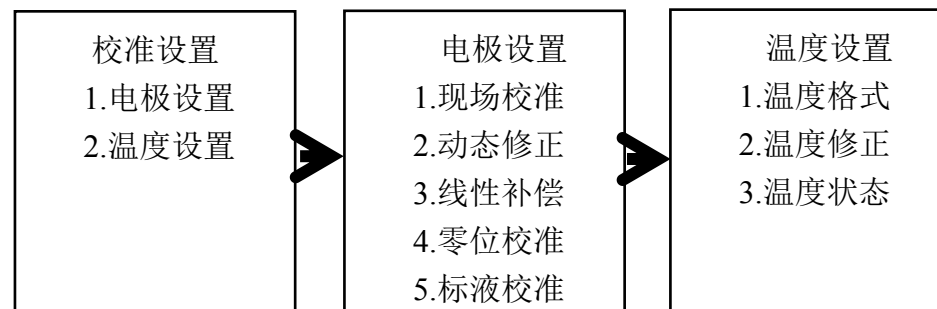 校准设置
1.电极设置
2.温度设置
电极设置
1.现场校准
2.动态修正
3.线性补偿
4.零位校准
5.标液校准
温度设置
1.温度格式
2.温度修正
3.温度状态